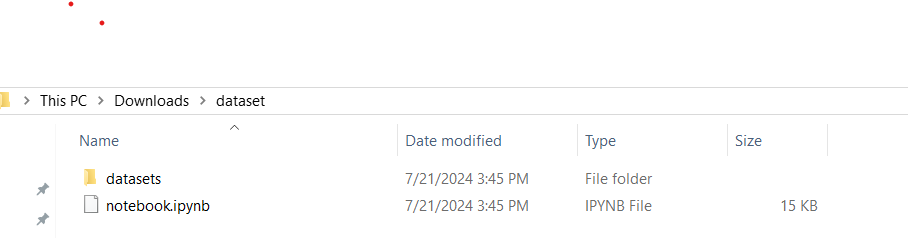 This PC > Downloads > dataset
Name Date modified Type Size
datasets 7/21/2024 3:45 PM File folder
notebook.ipynb 7/21/2024 3:45 PM IPYNB File 15 KB